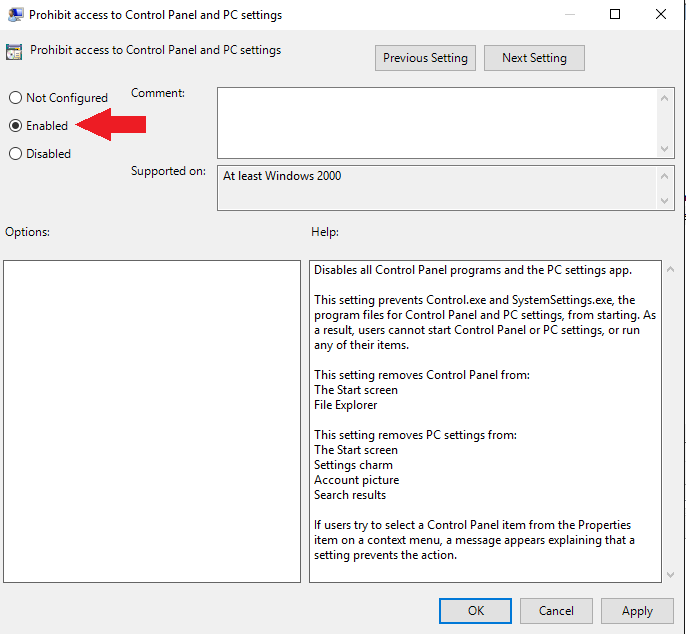 Prohibit access to Control Panel and PC settings
Prohibit access to Control Panel and PC settings
Previous Setting
Next Setting
Not Configured
Comment:
Enabled
Disabled
Supported on:
At least Windows 2000
Options:
Help:
Disables all Control Panel programs and the PC settings app.
This setting prevents Control.exe and SystemSettings.exe, the
program files for Control Panel and PC settings, from starting. As
a result, users cannot start Control Panel or PC settings, or run
any of their items.
This setting removes Control Panel from:
The Start screen
File Explorer
This setting removes PC settings from:
The Start screen
Settings charm
Account picture
Search results
If users try to select a Control Panel item from the Properties
item on a context menu, a message appears explaining that a
setting prevents the action.
OK
Cancel
Apply